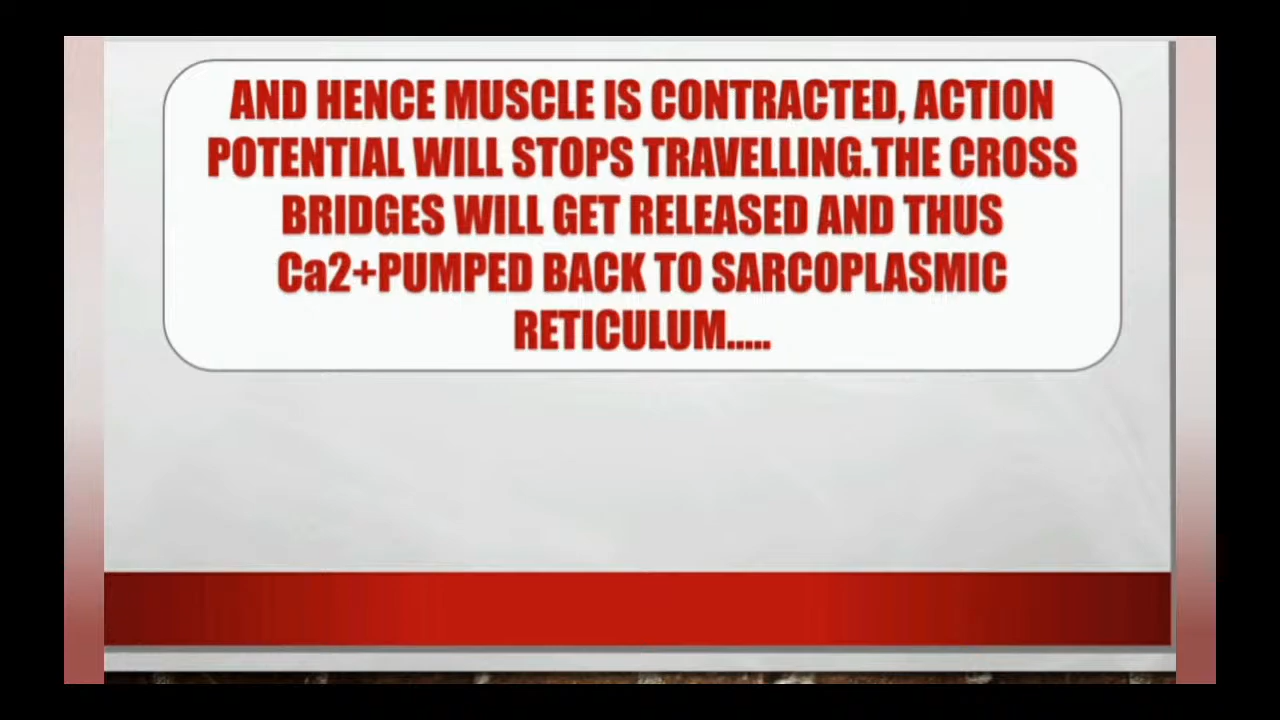 AND HENCE MUSCLE IS CONTRACTED, ACTION
POTENTIAL WILL STOPS TRAVELLING.THE CROSS
BRIDGES WILL GET RELEASED AND THUS
Ca2+PUMPED BACK TO SARCOPLASMIC
RETICULUM.....